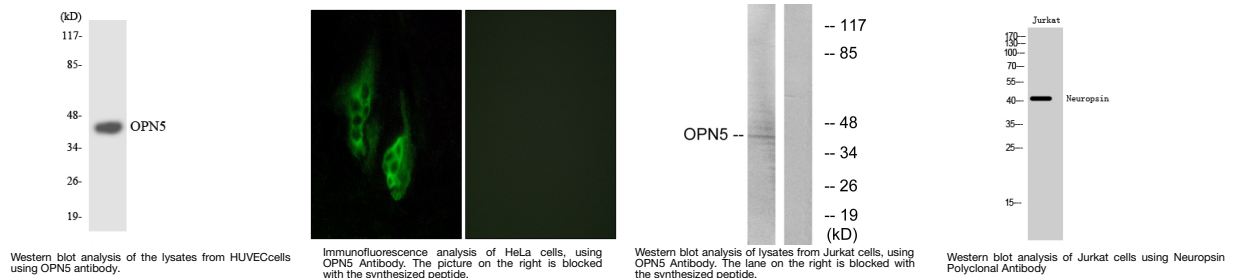 (kD)
117-
85-
48-
34-
26-
19-
OPN5
Western blot analysis of the lysates from HUVECcells
using OPN5 antibody.
Immunofluorescence analysis of HeLa cells, using
OPN5 Antibody. The picture on the right is blocked
with the synthesized peptide.
OPN5 --
-- 117
-- 85
-- 48
-- 34
-- 26
-- 19
(kD)
Western blot analysis of lysates from Jurkat cells, using
OPN5 Antibody. The lane on the right is blocked with
the synthesized peptide.
Jurkat
170—
130—
100—
70—
55—
40—
35—
25—
15—
Neuropsin
Western blot analysis of Jurkat cells using Neuropsin
Polyclonal Antibody